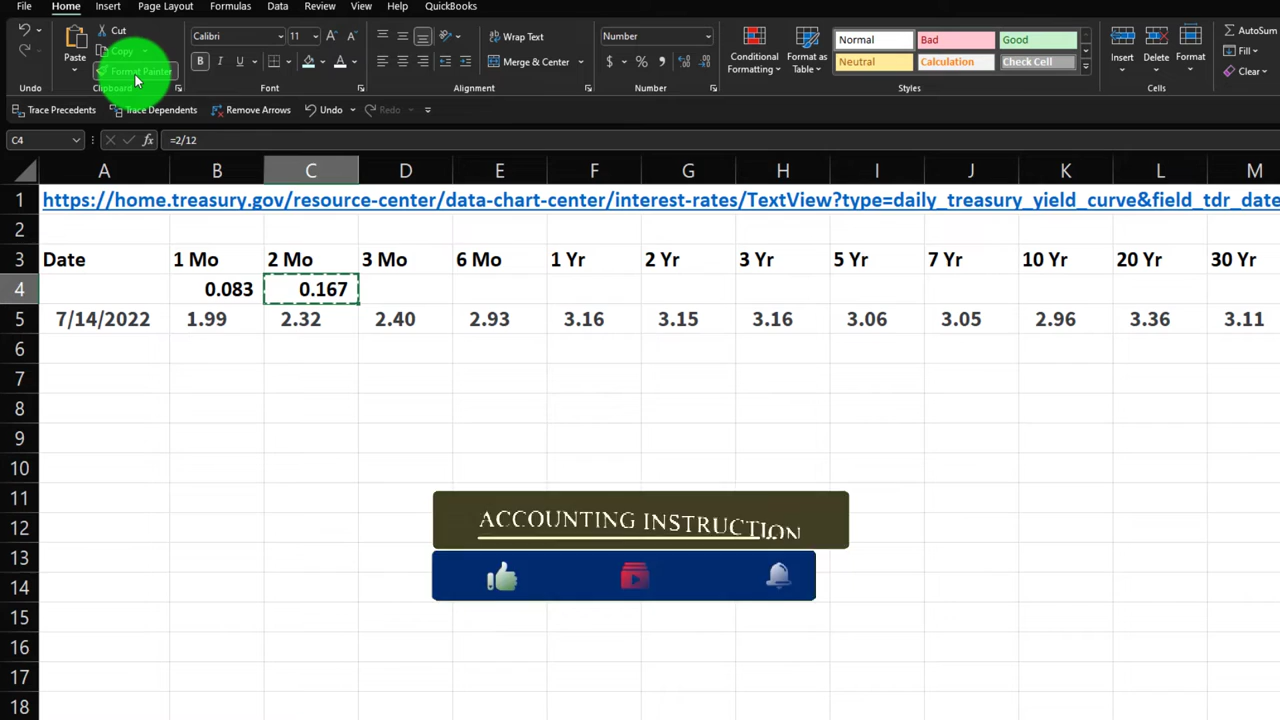 File Home Insert Page Layout Formulas Data Review View Help QuickBooks
Cut
Copy
Format Painter
Paste
Undo
Clipboard
Calibri 11
B I U
Font
Wrap Text
Merge & Center
Alignment
Number
$ % 9
Number
Conditional Formatting
Format as Table
Normal Bad Good
Neutral Calculation Check Cell
Styles
Insert Delete Format
Cells
AutoSum
Fill
Clear
Trace Precedents Trace Dependents Remove Arrows Undo Redo
C4 fx =2/12
A B C D E F G H I J K L M
1 https://home.treasury.gov/resource-center/data-chart-center/interest-rates/TextView?type=daily_treasury_yield_curve&field_tdr_date
2
3 Date 1 Mo 2 Mo 3 Mo 6 Mo 1 Yr 2 Yr 3 Yr 5 Yr 7 Yr 10 Yr 20 Yr 30 Yr
4 0.083 0.167
5 7/14/2022 1.99 2.32 2.40 2.93 3.16 3.15 3.16 3.06 3.05 2.96 3.36 3.11
6
7
8
9
10
11
12
13
14
15
16
17
18
ACCOUNTING INSTRUCTION